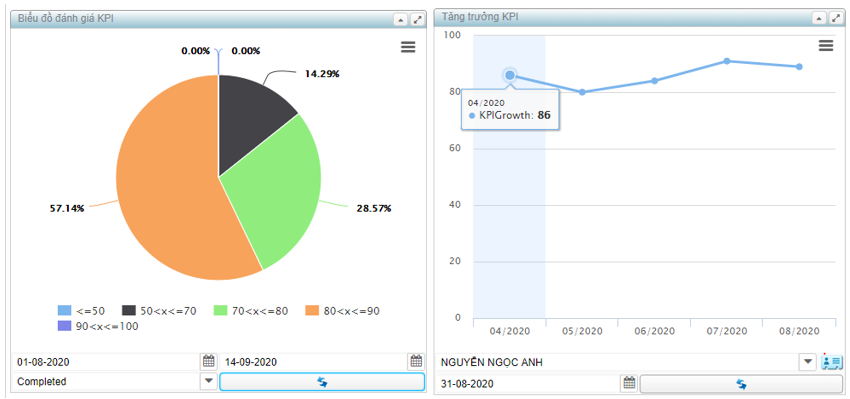 Biểu đồ đánh giá KPI
0.00%
0.00%
14.29%
57.14%
28.57%
<=50
50<x<=70
70<x<=80
80<x<=90
90<x<=100
01-08-2020
14-09-2020
Completed
Tăng trưởng KPI
100
80
60
40
20
0
04/2020
KPIGrowth: 86
04/2020
05/2020
06/2020
07/2020
08/2020
NGUYỄN NGỌC ANH
31-08-2020